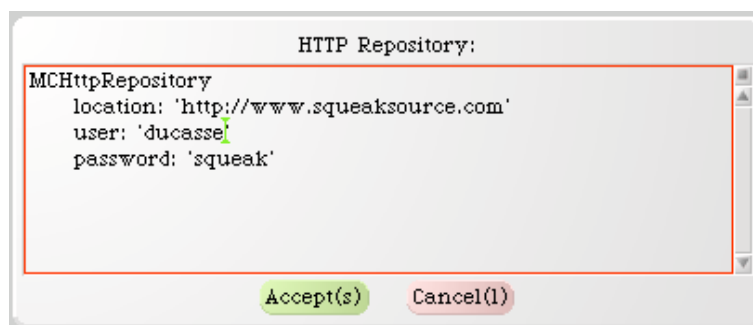 HTTP Repository:
MCHttpRepository
location: 'http://www.squeaksource.com'
user: 'ducasse'
password: 'squeak'
Accept(s) Cancel(l)